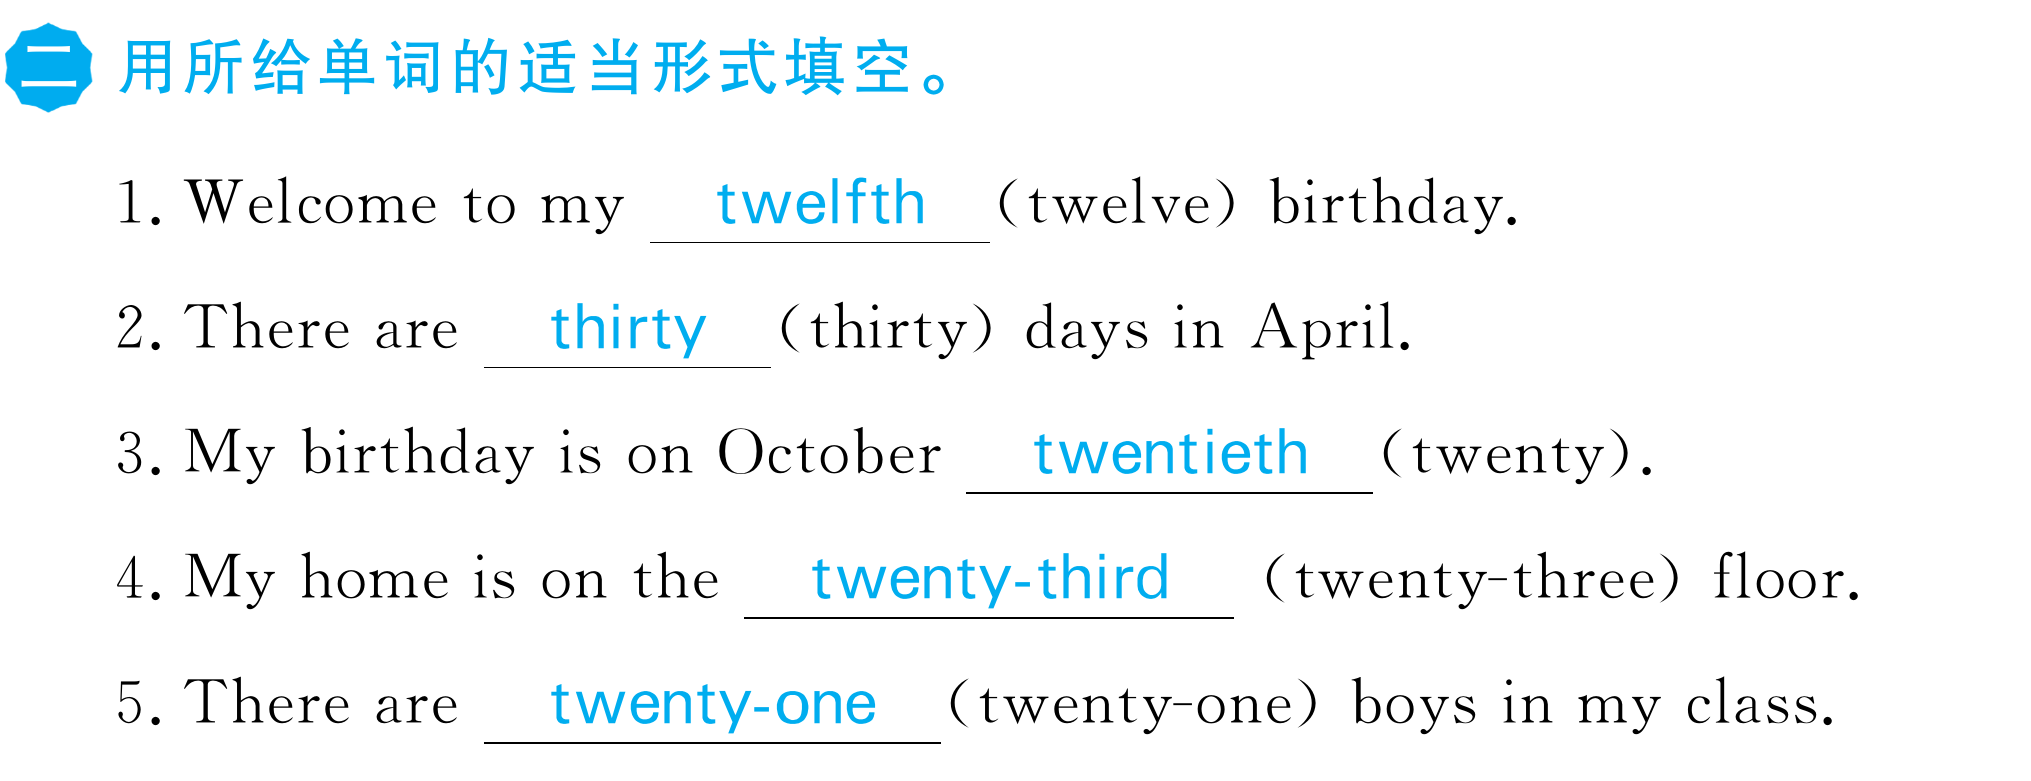 二 用所给单词的适当形式填空。
1. Welcome to my twelfth (twelve) birthday.
2. There are thirty (thirty) days in April.
3. My birthday is on October twentieth (twenty).
4. My home is on the twenty-third (twenty-three) floor.
5. There are twenty-one (twenty-one) boys in my class.